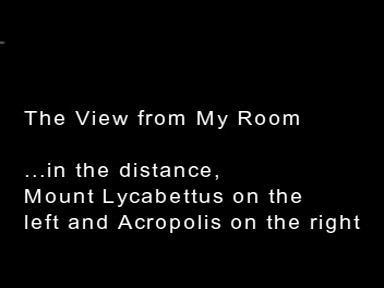 The View from My Room
...in the distance,
Mount Lycabettus on the
left and Acropolis on the right